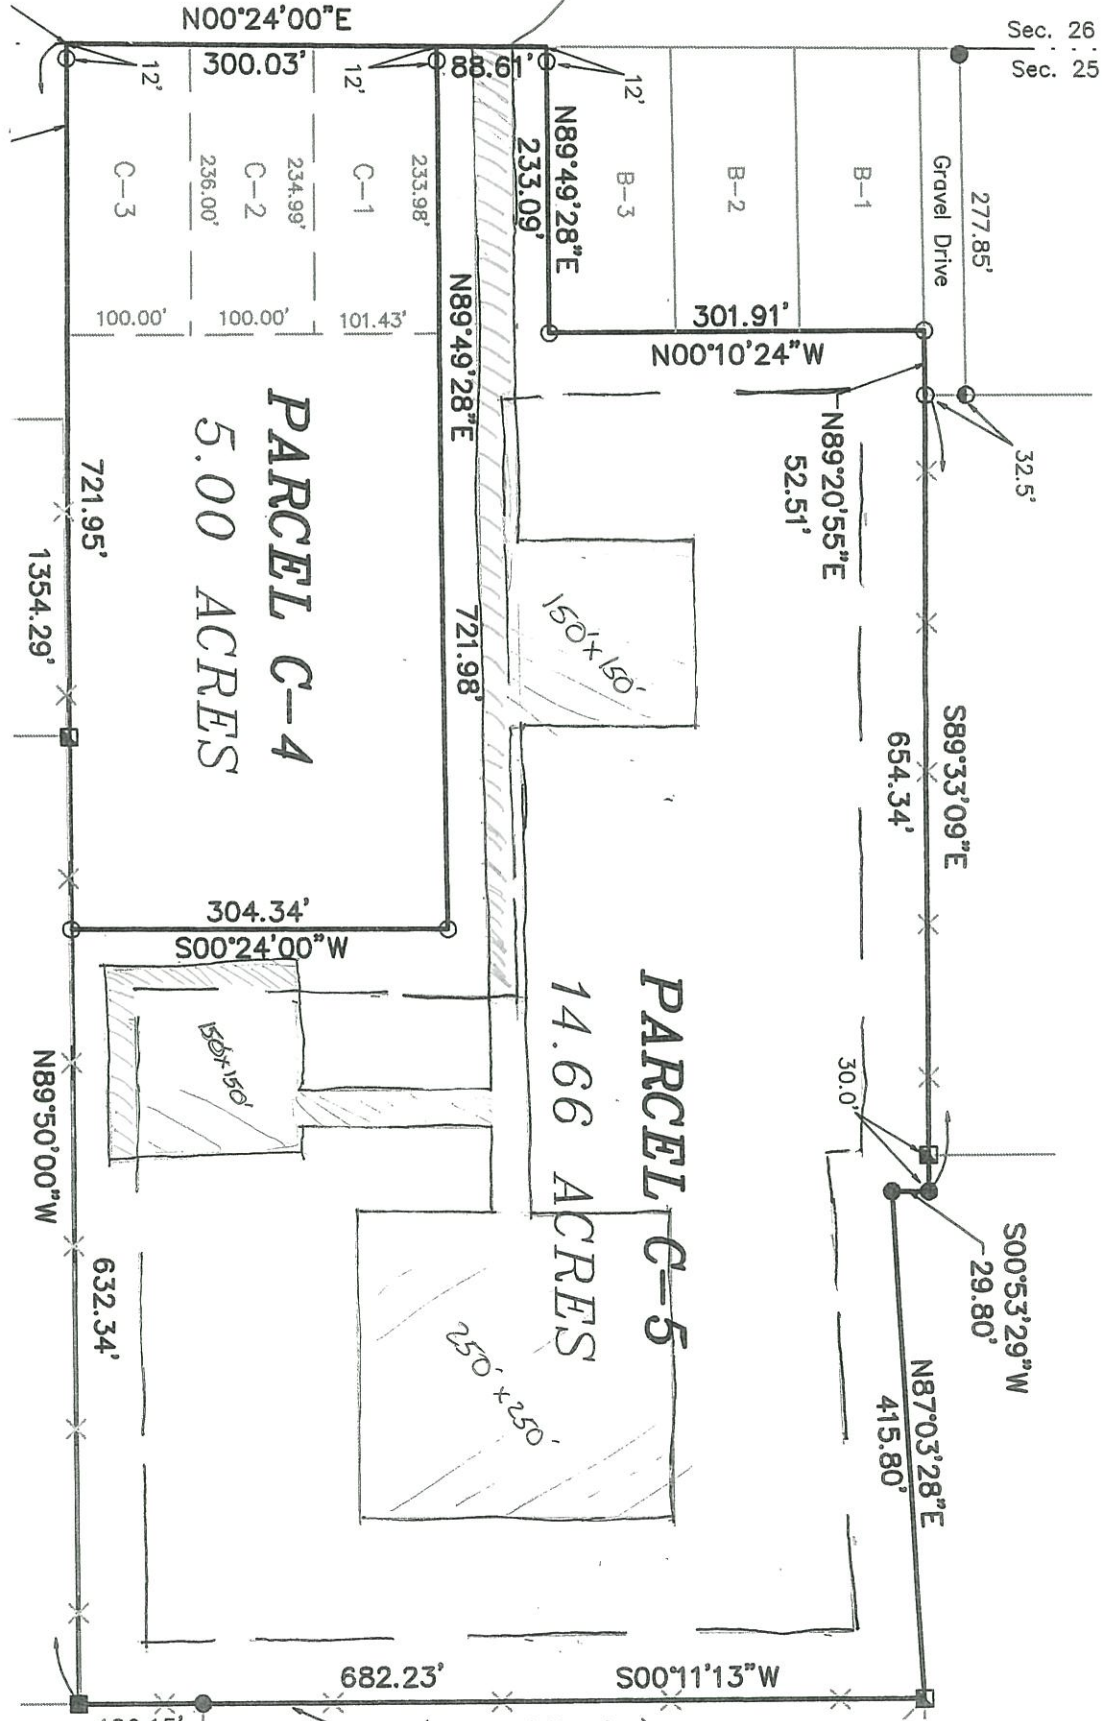 N00°24'00"E
300.03'
88.61'
12'
12'
12'
Sec. 26
Sec. 25
C-3
236.00'
C-2
234.99'
C-1
233.98'
233.09'
N89°49'28"E
B-3
B-2
B-1
Gravel Drive
277.85'
100.00'
100.00'
101.43'
N89°49'28"E
301.91'
N00°10'24"W
PARCEL C-4
5.00 ACRES
721.95'
1354.29'
721.98'
N89°20'55"E
52.51'
32.5'
150'x150'
S89°33'09"E
654.34'
304.34'
S00°24'00"W
150'x150'
PARCEL C-5
14.66 ACRES
30.0'
S00°53'29"W
29.80'
N89°50'00"W
632.34'
250'x250'
N87°03'28"E
415.80'
682.23'
S00°11'13"W